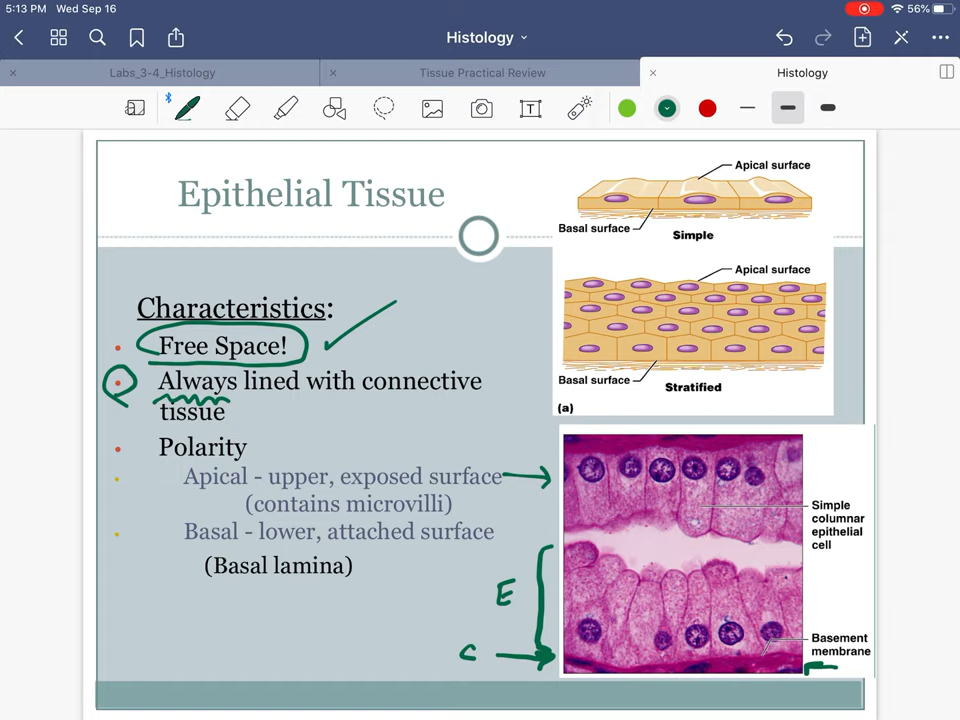 5:13 PM Wed Sep 16
56%
Histology
Labs_3-4_Histology
Tissue Practical Review
Histology
T
Epithelial Tissue
Characteristics:
Free Space!
Always lined with connective
tissue
Polarity
Apical - upper, exposed surface
(contains microvilli)
Basal - lower, attached surface
(Basal lamina)
E
C
Apical surface
Basal surface
Simple
Apical surface
Basal surface
Stratified
(a)
Simple
columnar
epithelial
cell
Basement
membrane